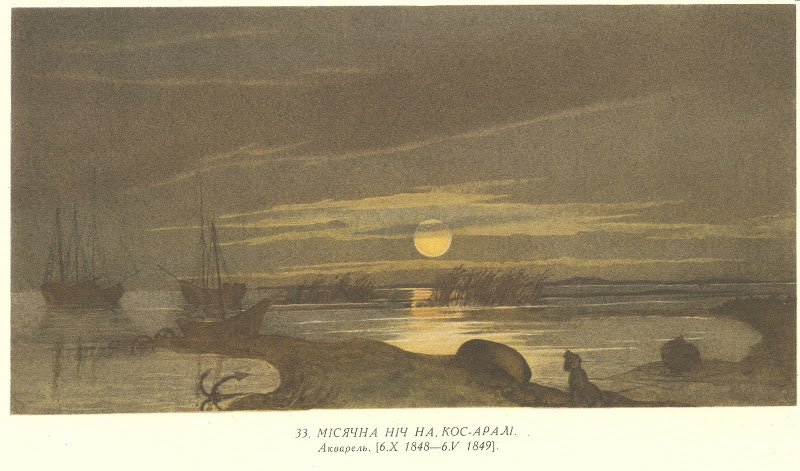 33. МІСЯЧНА НІЧ НА КОС-АРАЛІ.
Акварель. [6.X 1848—6.V 1849].